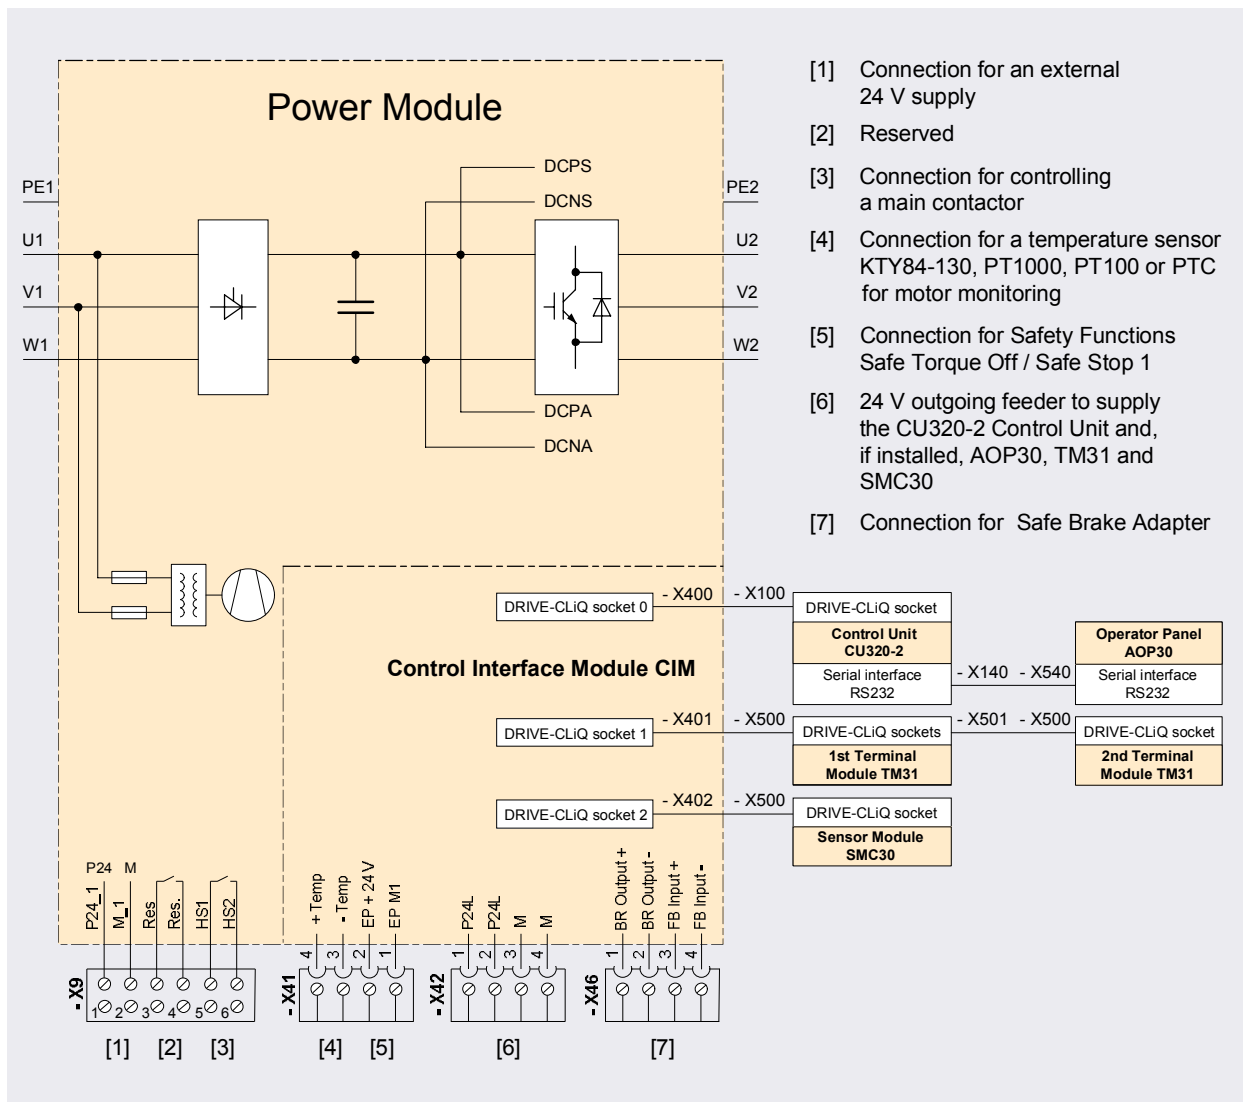 Power Module
[1] Connection for an external
24 V supply
[2] Reserved
[3] Connection for controlling
a main contactor
[4] Connection for a temperature sensor
KTY84-130, PT1000, PT100 or PTC
for motor monitoring
[5] Connection for Safety Functions
Safe Torque Off / Safe Stop 1
[6] 24 V outgoing feeder to supply
the CU320-2 Control Unit and,
if installed, AOP30, TM31 and
SMC30
[7] Connection for Safe Brake Adapter
DCPS
PE1
DCNS
PE2
U1
U2
V1
V2
W1
W2
DCPA
DCNA
DRIVE-CLiQ socket 0
- X400
- X100
DRIVE-CLiQ socket
Control Unit
CU320-2
Serial interface
RS232
- X140
- X540
Operator Panel
AOP30
Serial interface
RS232
Control Interface Module CIM
DRIVE-CLiQ socket 1
- X401
- X500
DRIVE-CLiQ sockets
1st Terminal
Module TM31
- X501
- X500
DRIVE-CLiQ socket
2nd Terminal
Module TM31
DRIVE-CLiQ socket 2
- X402
- X500
DRIVE-CLiQ socket
Sensor Module
SMC30
P24 M
P24_1
M_1
Res.
Res.
HS1
HS2
+ Temp
- Temp
EP + 24 V
EP M1
P24L
P24L
M
M
BR Output +
BR Output -
FB Input +
FB Input -
4 3 2 1
1 2 3 4
1 2 3 4
- X9
1 2 3 4 5 6
- X41
- X42
- X46
[1] [2] [3] [4] [5] [6] [7]